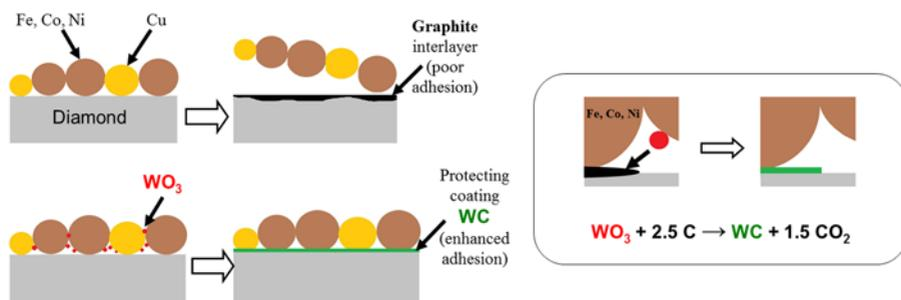 Fe, Co, Ni
Cu
Diamond
Graphite
interlayer
(poor
adhesion)
WO₃
Protecting
coating
WC
(enhanced
adhesion)
Fe, Co, Ni
WO₃ + 2.5 C → WC + 1.5 CO₂